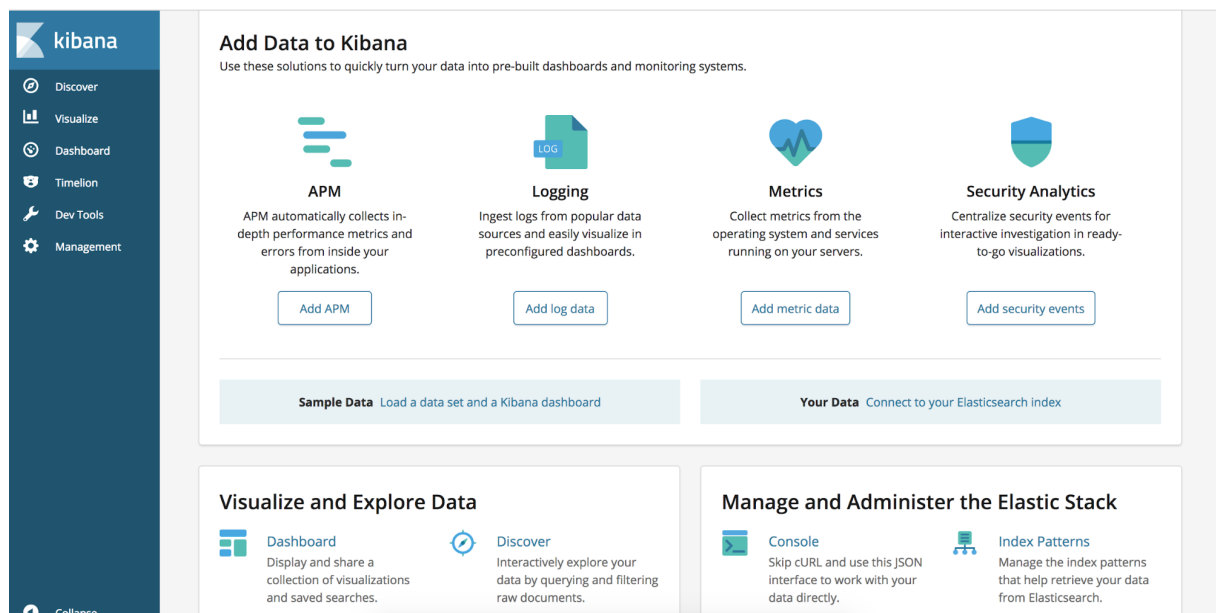 kibana
Discover
Visualize
Dashboard
Timelion
Dev Tools
Management
Collapse
Add Data to Kibana
Use these solutions to quickly turn your data into pre-built dashboards and monitoring systems.
APM
APM automatically collects in-
depth performance metrics and
errors from inside your
applications.
Add APM
LOG
Logging
Ingest logs from popular data
sources and easily visualize in
preconfigured dashboards.
Add log data
Metrics
Collect metrics from the
operating system and services
running on your servers.
Add metric data
Security Analytics
Centralize security events for
interactive investigation in ready-
to-go visualizations.
Add security events
Sample Data Load a data set and a Kibana dashboard
Your Data Connect to your Elasticsearch index
Visualize and Explore Data
Dashboard
Display and share a
collection of visualizations
and saved searches.
Discover
Interactively explore your
data by querying and filtering
raw documents.
Manage and Administer the Elastic Stack
Console
Skip cURL and use this JSON
interface to work with your
data directly.
Index Patterns
Manage the index patterns
that help retrieve your data
from Elasticsearch.